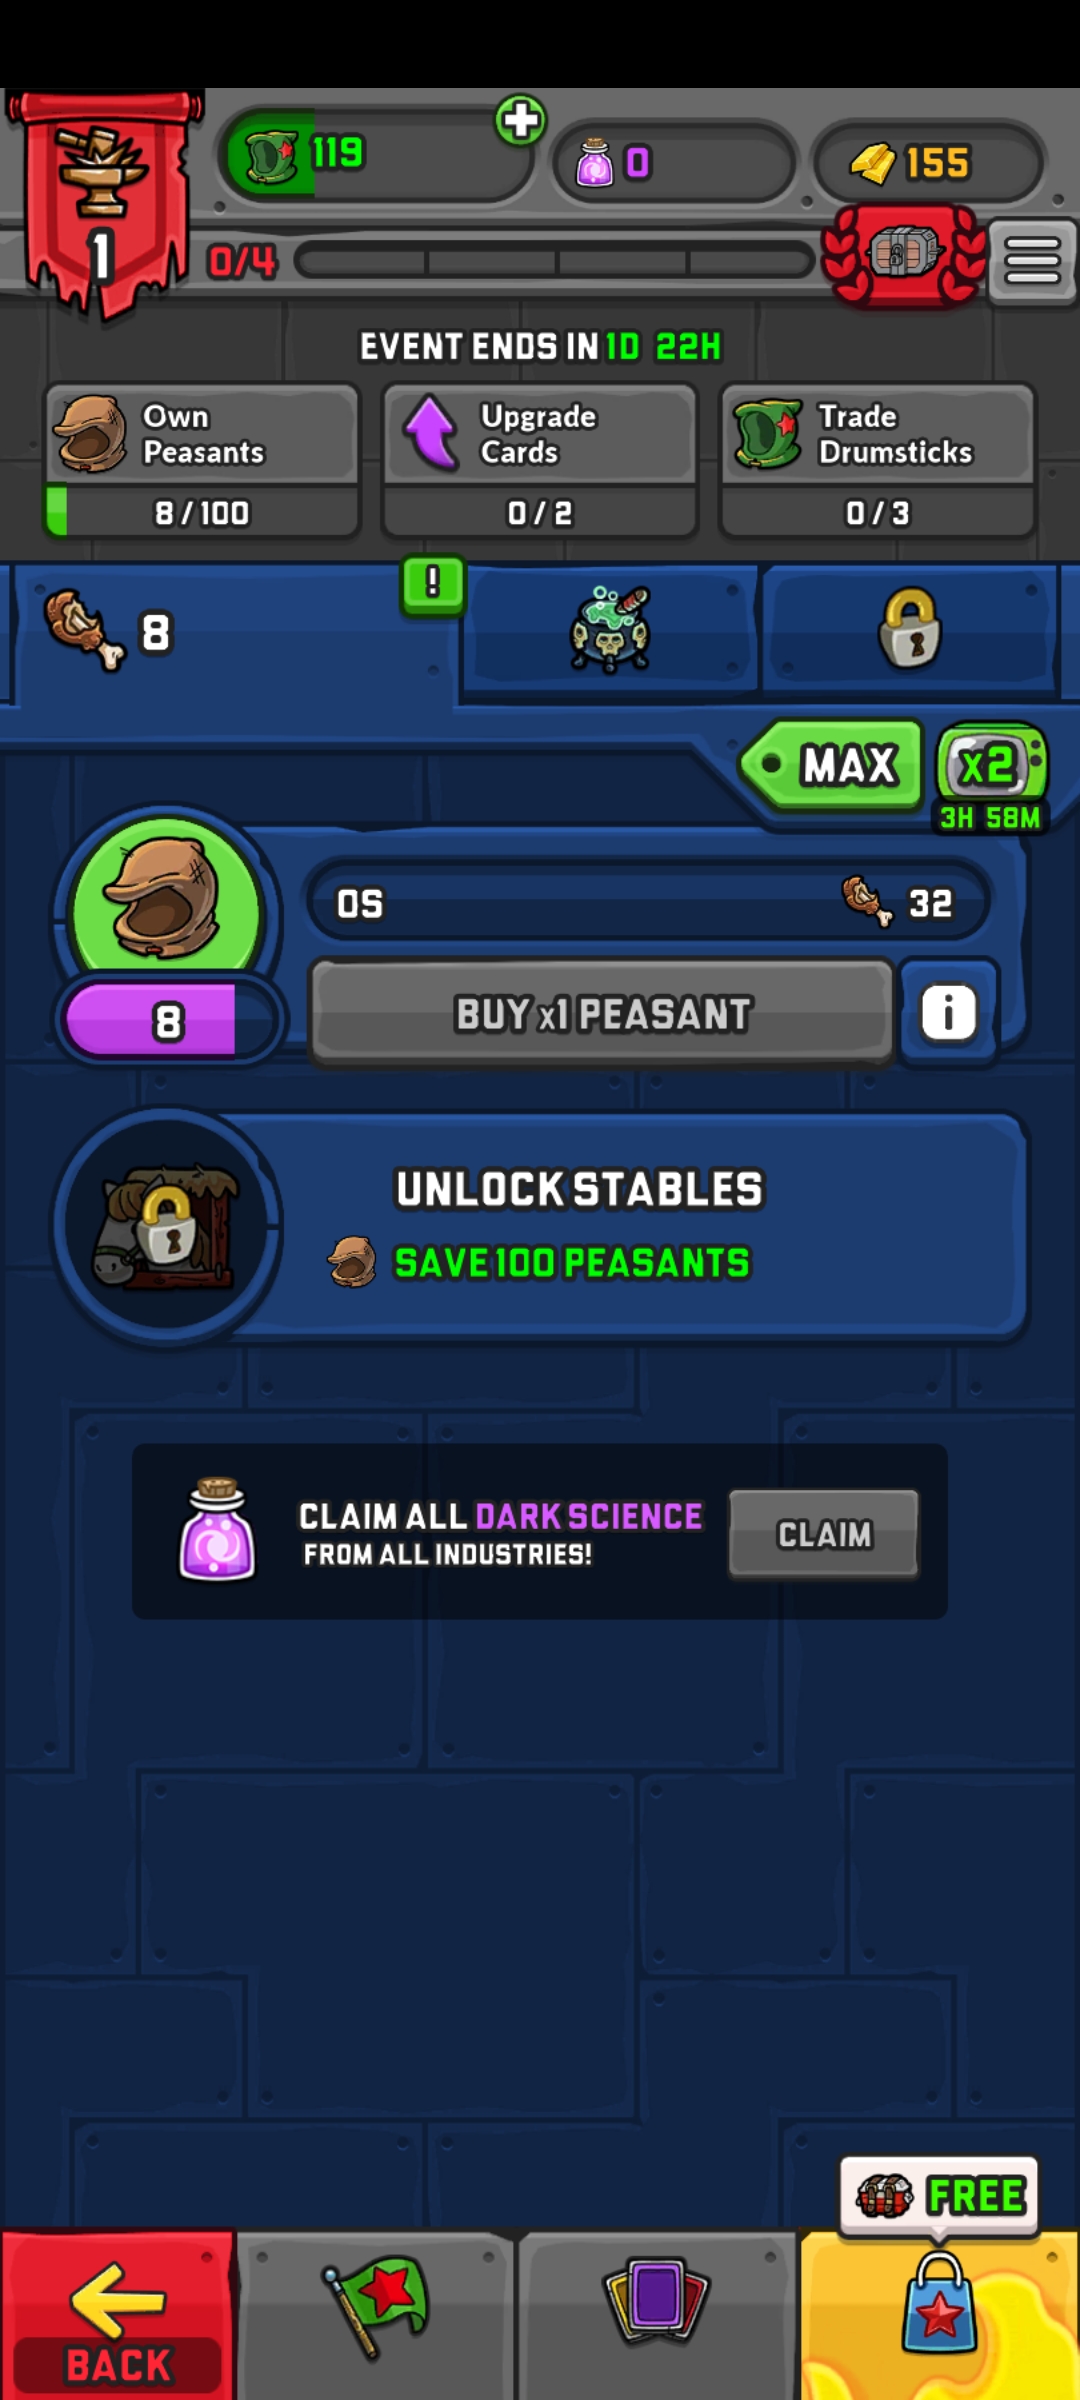 119
0
155
1
0/4
EVENT ENDS IN 1D 22H
Own
Peasants
8 / 100
Upgrade
Cards
0 / 2
Trade
Drumsticks
0 / 3
8
!
MAX
x2
3H 58M
0S
32
8
BUY x1 PEASANT
i
UNLOCK STABLES
SAVE 100 PEASANTS
CLAIM ALL DARK SCIENCE
FROM ALL INDUSTRIES!
CLAIM
FREE
BACK